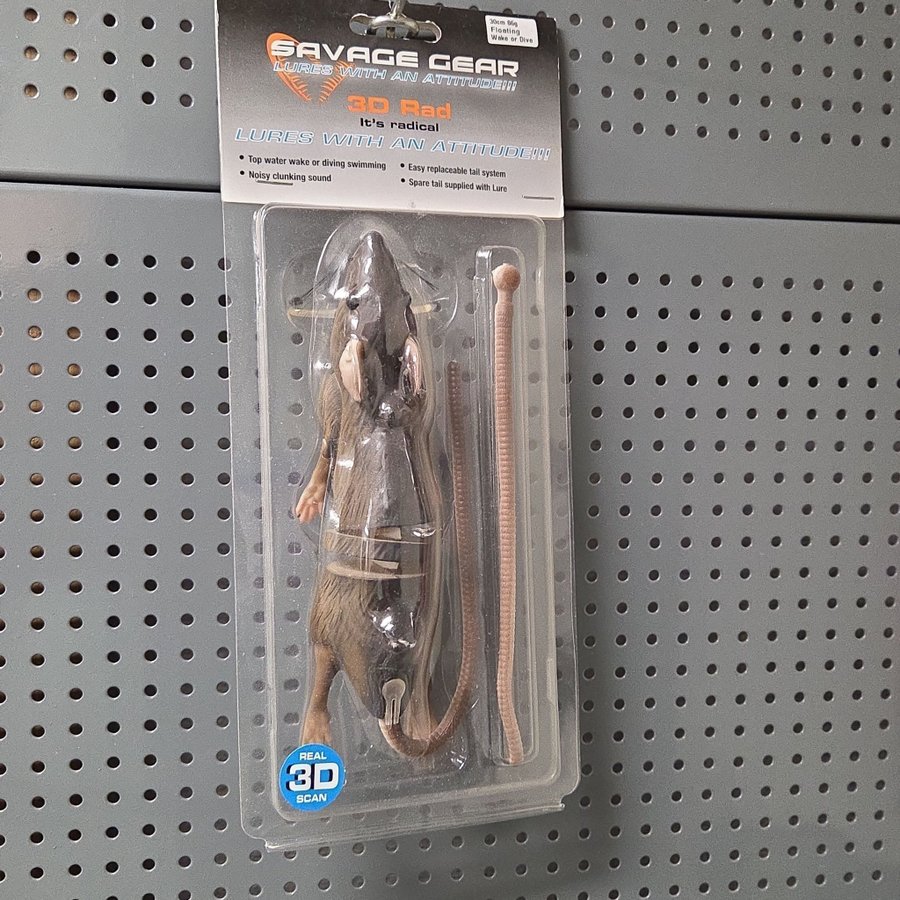 30cm 86g
Floating
Wake or Dive
SAVAGE GEAR
LURES WITH AN ATTITUDE!!!
3D Rad
It's radical
LURES WITH AN ATTITUDE!!!
• Top water wake or diving swimming
• Noisy clunking sound
• Easy replaceable tail system
• Spare tail supplied with Lure
REAL
3D
SCAN